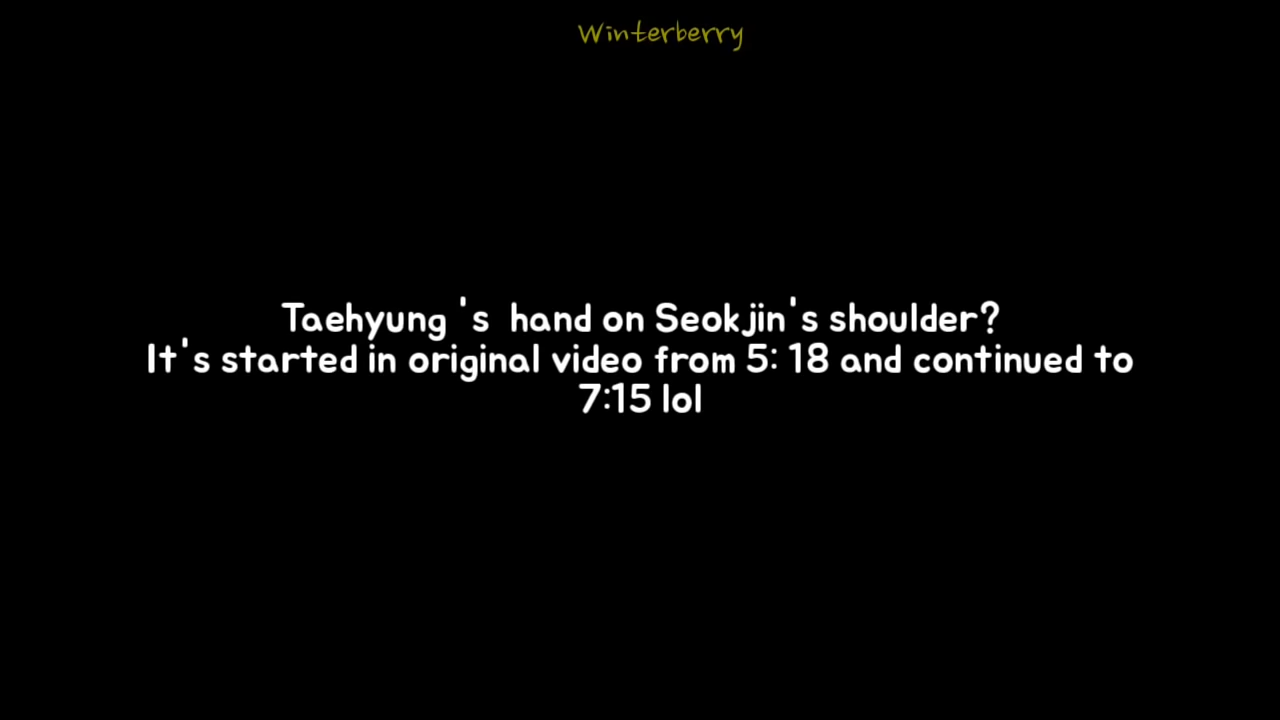 Winterberry
Taehyung 's  hand on Seokjin's shoulder?
It's started in original video from 5: 18 and continued to
7:15 lol